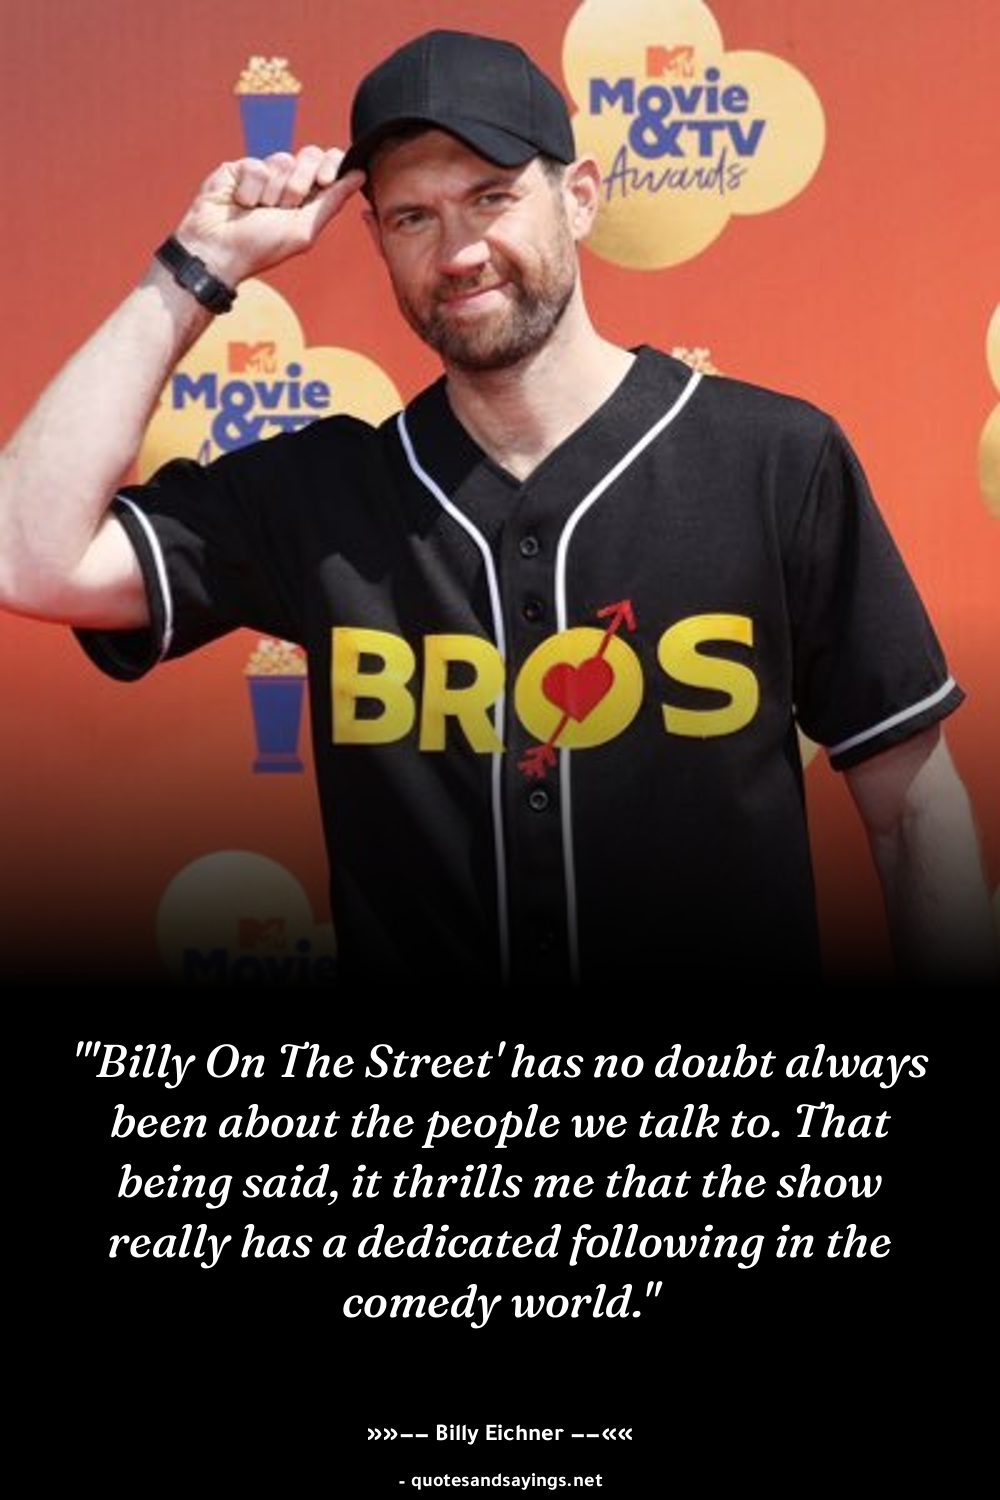 MTV
Movie
&TV
Awards
MTV
Movie
&TV
BROS
MTV
Movie
"'Billy On The Street' has no doubt always
been about the people we talk to. That
being said, it thrills me that the show
really has a dedicated following in the
comedy world."
»»–– Billy Eichner ––««
- quotesandsayings.net